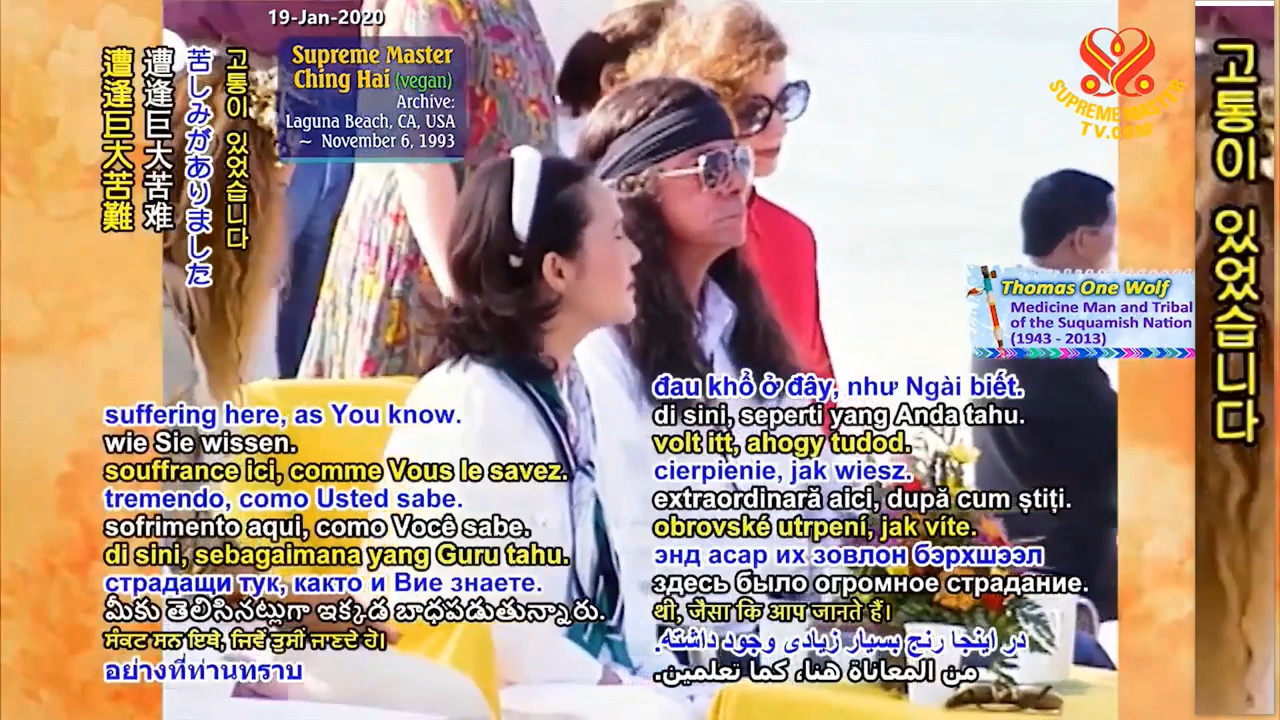 19-Jan-2020
Supreme Master
Ching Hai (vegan)
Archive:
Laguna Beach, CA, USA
~ November 6, 1993
SUPREME MASTER
TV.COM
고통이 있었습니다
苦しみがありました
遭逢巨大苦难
遭逢巨大苦難
고통이 있었습니다
Thomas One Wolf
Medicine Man and Tribal
of the Suquamish Nation
(1943 - 2013)
suffering here, as You know.
wie Sie wissen.
souffrance ici, comme Vous le savez.
tremendo, como Usted sabe.
sofrimento aqui, como Você sabe.
di sini, sebagaimana yang Guru tahu.
страдащи тук, както и Вие знаете.
మీకు తెలిసినట్లుగా ఇక్కడ బాధపడుతున్నారు.
ਸੰਕਟ ਸਨ ਇਥੇ, ਜਿਵੇਂ ਤੁਸੀਂ ਜਾਣਦੇ ਹੋ।
อย่างที่ท่านทราบ
đau khổ ở đây, như Ngài biết.
di sini, seperti yang Anda tahu.
volt itt, ahogy tudod.
cierpienie, jak wiesz.
extraordinară aici, după cum știți.
obrovské utrpení, jak víte.
энд асар их зовлон бэрхшээл
здесь было огромное страдание.
थी, जैसा कि आप जानते हैं।
در اینجا رنج بسیار زیادی وجود داشته.
من المعاناة هنا، كما تعلمين.